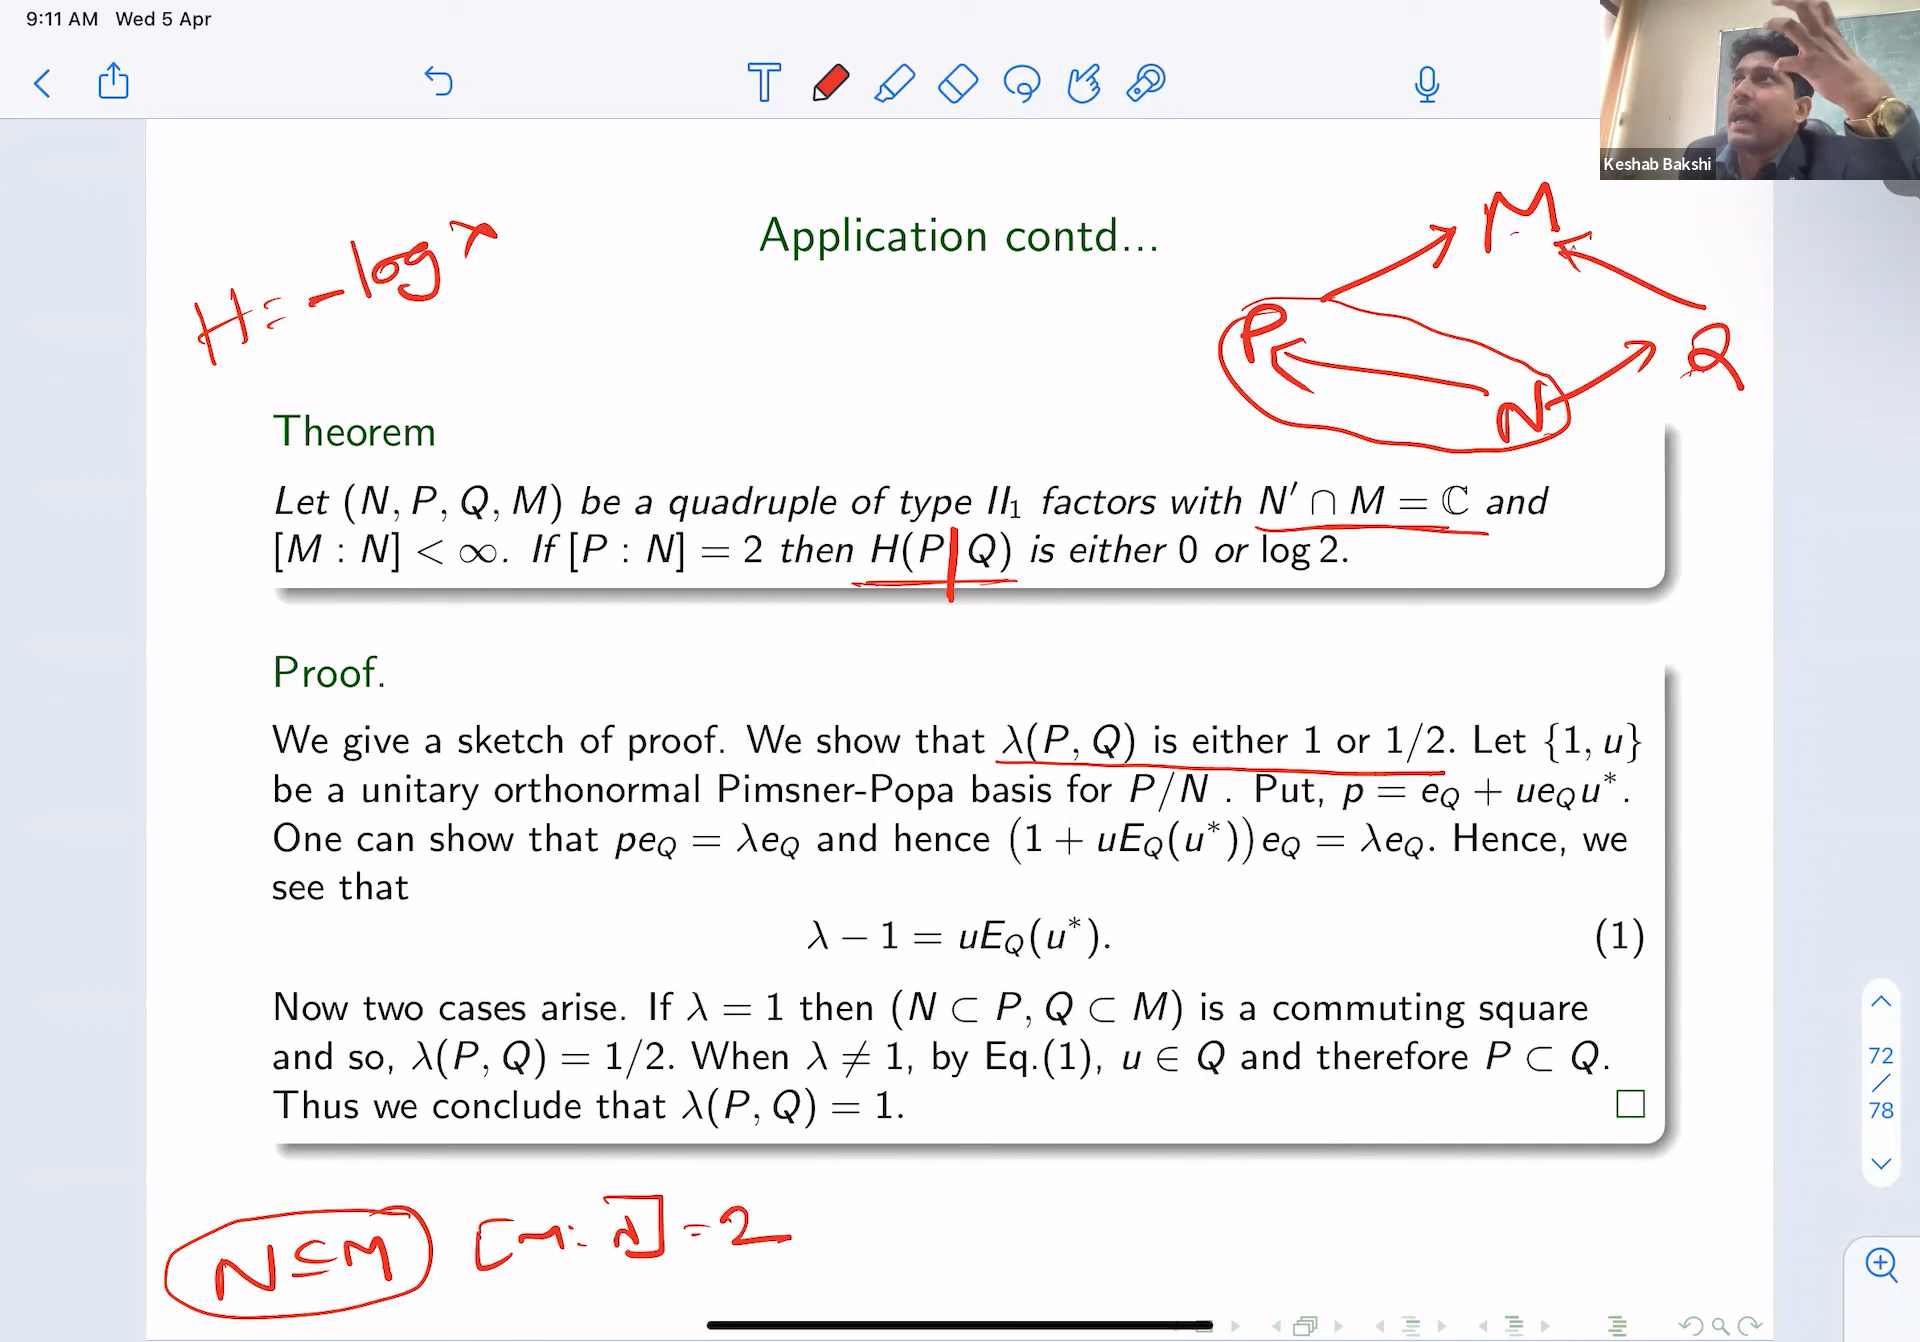 9:11 AM Wed 5 Apr
Keshab Bakshi
M
H = - log λ
Application contd...
P
Q
N
Theorem
Let (N, P, Q, M) be a quadruple of type II₁ factors with N′ ∩ M = ℂ and
[M : N] < ∞. If [P : N] = 2 then H(P|Q) is either 0 or log 2.
Proof.
We give a sketch of proof. We show that λ(P, Q) is either 1 or 1/2. Let {1, u}
be a unitary orthonormal Pimsner-Popa basis for P/N . Put, p = e_Q + ue_Qu*.
One can show that pe_Q = λe_Q and hence (1 + uE_Q(u*))e_Q = λe_Q. Hence, we
see that
λ − 1 = uE_Q(u*). (1)
Now two cases arise. If λ = 1 then (N ⊂ P, Q ⊂ M) is a commuting square
and so, λ(P, Q) = 1/2. When λ ≠ 1, by Eq.(1), u ∈ Q and therefore P ⊂ Q.
Thus we conclude that λ(P, Q) = 1.
72
/
78
N ⊆ M [M: N] = 2